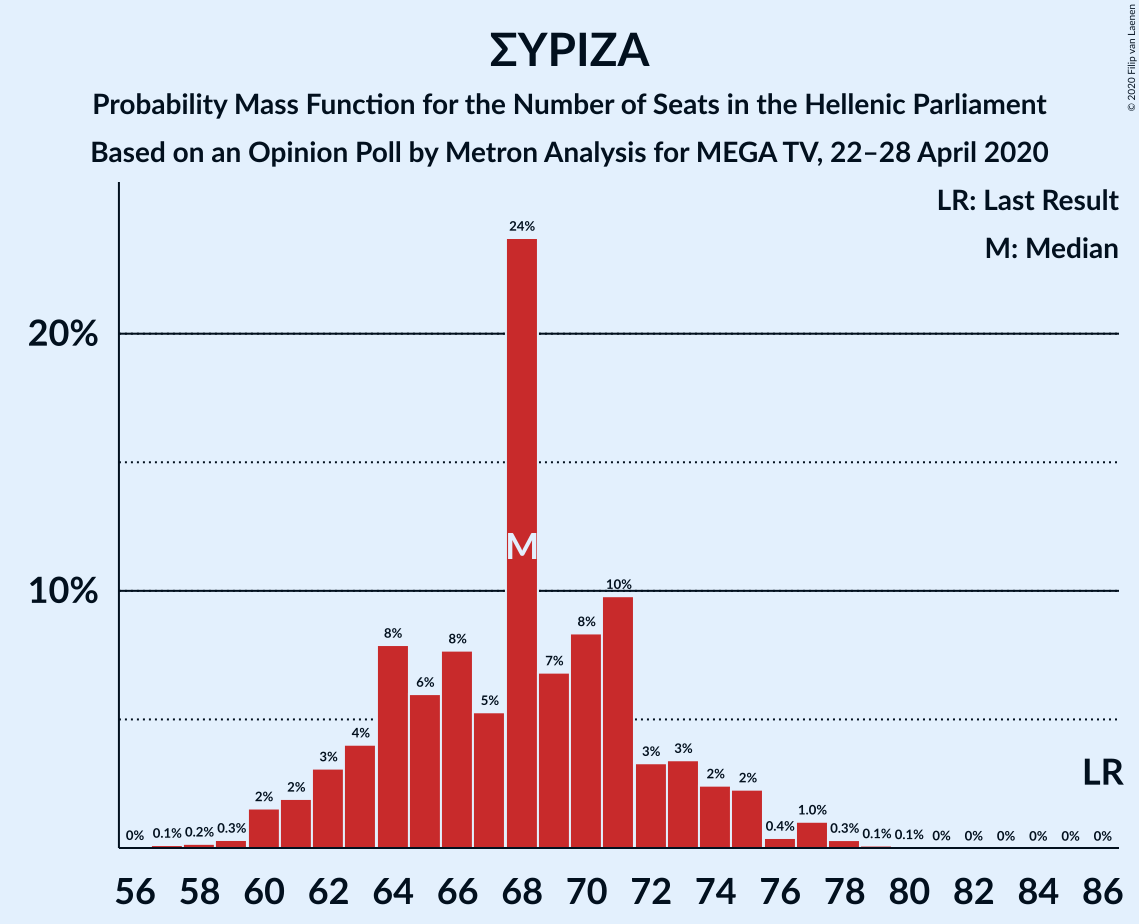 ΣΥΡΙΖΑ
Probability Mass Function for the Number of Seats in the Hellenic Parliament
Based on an Opinion Poll by Metron Analysis for MEGA TV, 22–28 April 2020
© 2020 Filip van Laenen
LR: Last Result
M: Median
20%
10%
0% 0.1% 0.2% 0.3% 2% 2% 3% 4% 8% 6% 8% 5% 24% 7% 8% 10% 3% 3% 2% 2% 0.4% 1.0% 0.3% 0.1% 0.1% 0% 0% 0% 0% 0% 0%
M
LR
56 58 60 62 64 66 68 70 72 74 76 78 80 82 84 86